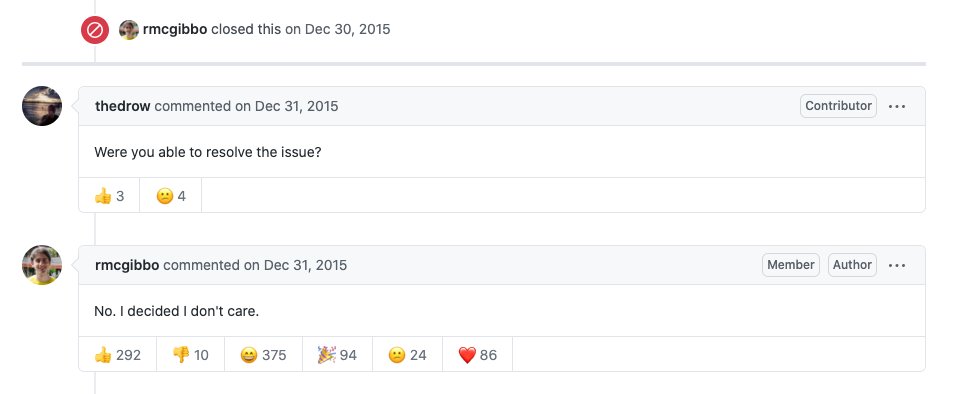 rmcgibbo closed this on Dec 30, 2015
thedrow commented on Dec 31, 2015 Contributor ...
Were you able to resolve the issue?
👍 3 😕 4
rmcgibbo commented on Dec 31, 2015 Member Author ...
No. I decided I don't care.
👍 292 👎 10 😄 375 🎉 94 😕 24 ❤️ 86